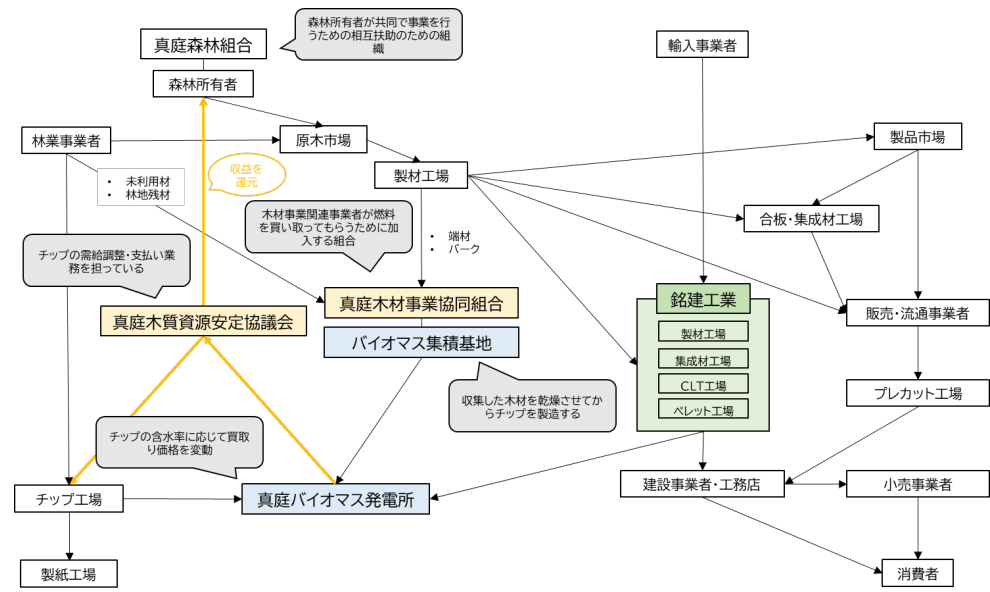 森林所有者が共同で事業を行
うための相互扶助のための組
織
真庭森林組合
輸入事業者
森林所有者
林業事業者
原木市場
製品市場
収益を
還元
製材工場
• 未利用材
• 林地残材
木材事業関連事業者が燃料
を買い取ってもらうために加
入する組合
合板・集成材工場
• 端材
• バーク
チップの需給調整・支払い業
務を担っている
真庭木材事業協同組合
銘建工業
真庭木質資源安定協議会
販売・流通事業者
バイオマス集積基地
製材工場
集成材工場
CLT工場
ペレット工場
収集した木材を乾燥させてか
らチップを製造する
プレカット工場
チップの含水率に応じて買取
り価格を変動
チップ工場
真庭バイオマス発電所
建設事業者・工務店
小売事業者
製紙工場
消費者